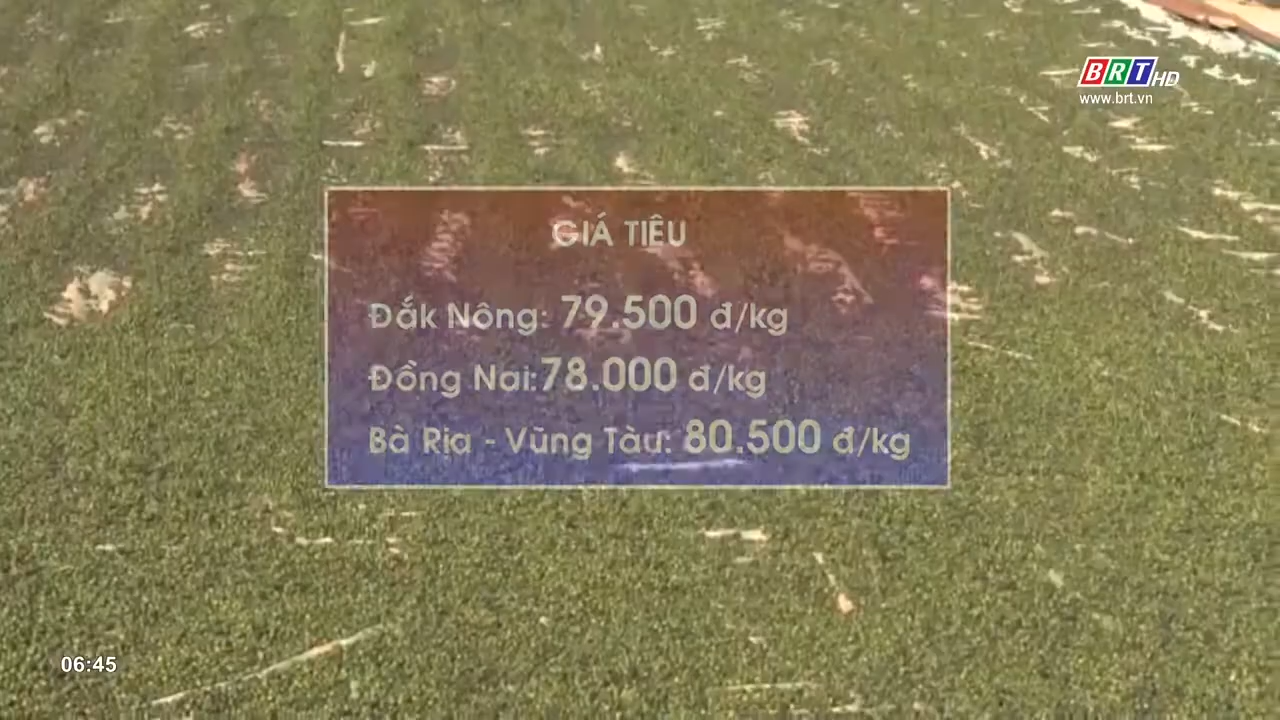 BRT HD
www.brt.vn
GIÁ TIÊU
Đắk Nông: 79.500 đ/kg
Đồng Nai:78.000 đ/kg
Bà Rịa - Vũng Tàu: 80.500 đ/kg
06:45